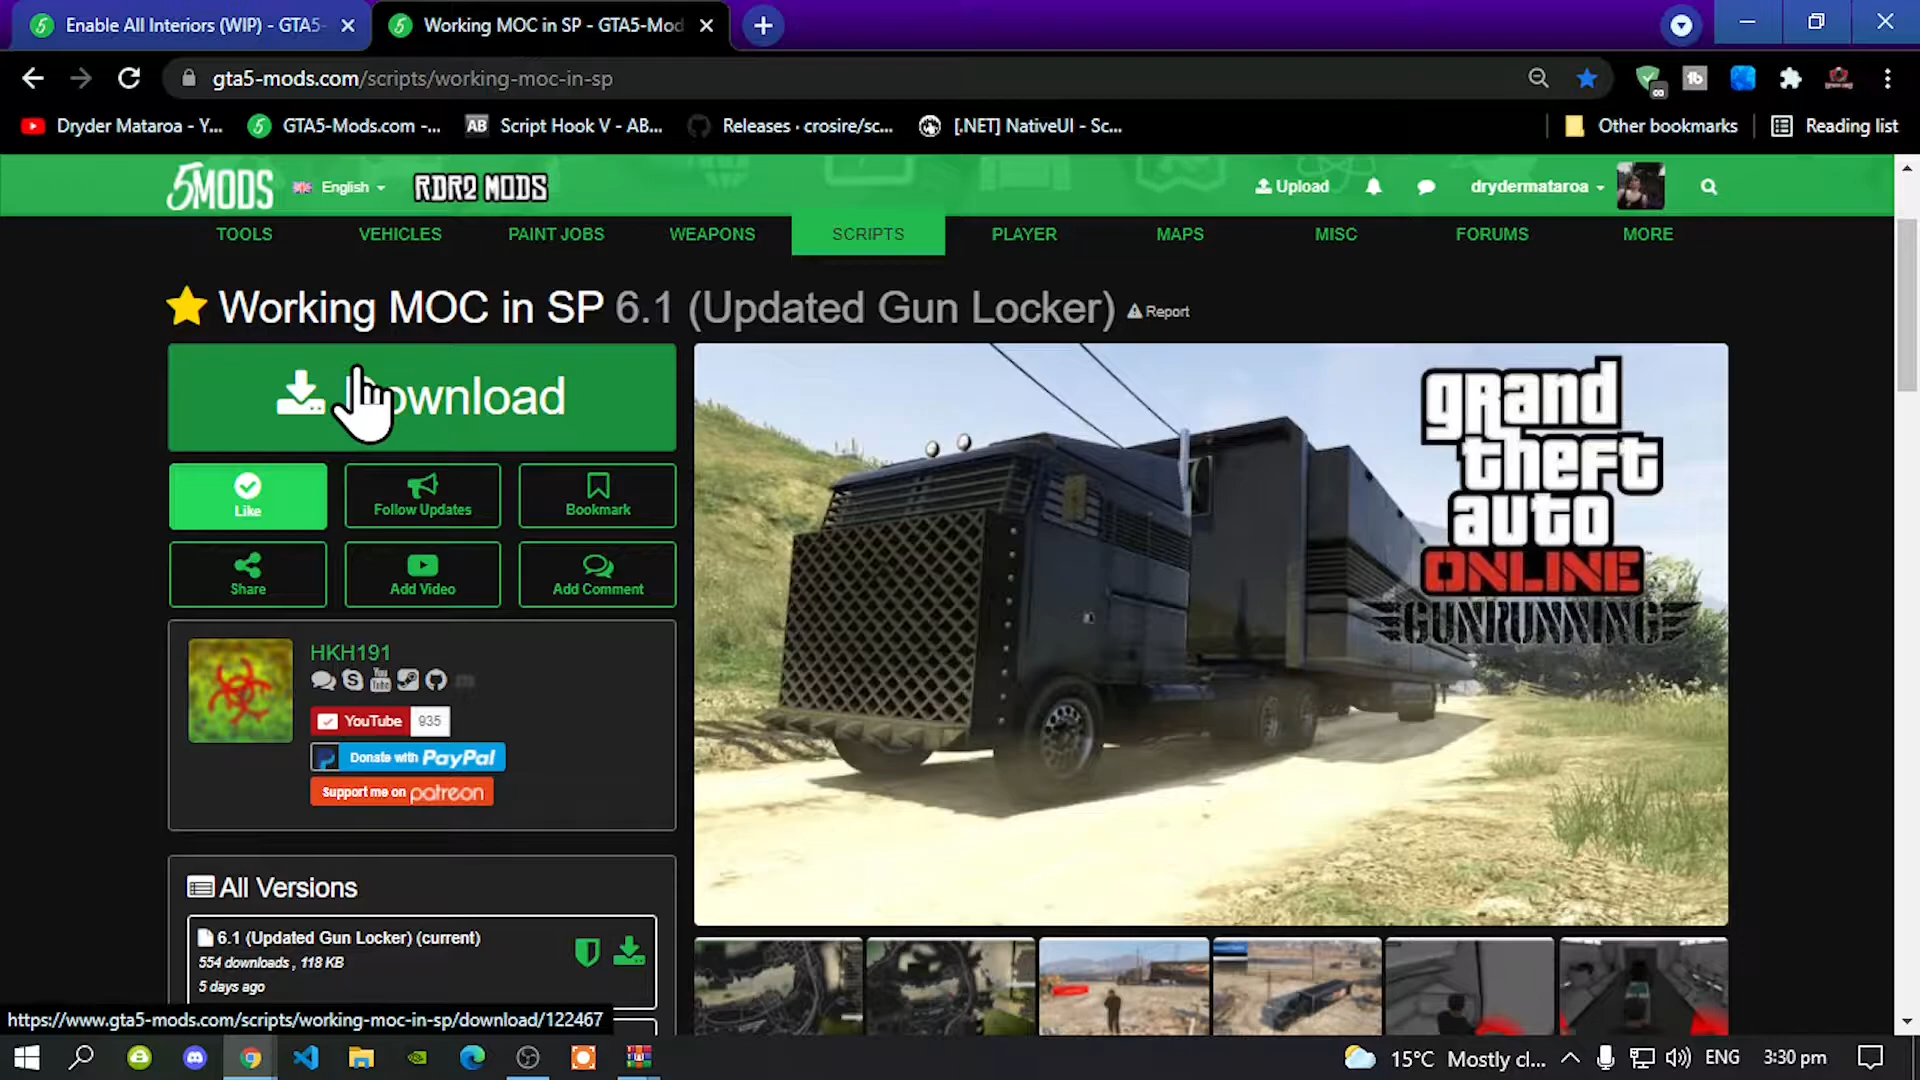 Enable All Interiors (WIP) - GTA5-
Working MOC in SP - GTA5-Mod
gta5-mods.com/scripts/working-moc-in-sp
Dryder Mataroa - Y...
GTA5-Mods.com -...
AB
Script Hook V - AB...
Releases · crosire/sc...
[.NET] NativeUI - Sc...
Other bookmarks
Reading list
5MODS
English
RDR2 MODS
Upload
drydermataroa
TOOLS
VEHICLES
PAINT JOBS
WEAPONS
SCRIPTS
PLAYER
MAPS
MISC
FORUMS
MORE
Working MOC in SP 6.1 (Updated Gun Locker)
Report
Download
Like
Follow Updates
Bookmark
Share
Add Video
Add Comment
HKH191
YouTube 935
Donate with PayPal
Support me on patreon
All Versions
6.1 (Updated Gun Locker) (current)
554 downloads , 118 KB
5 days ago
grand
theft
auto
ONLINE
GUNRUNNING
https://www.gta5-mods.com/scripts/working-moc-in-sp/download/122467
15°C Mostly cl...
ENG
3:30 pm